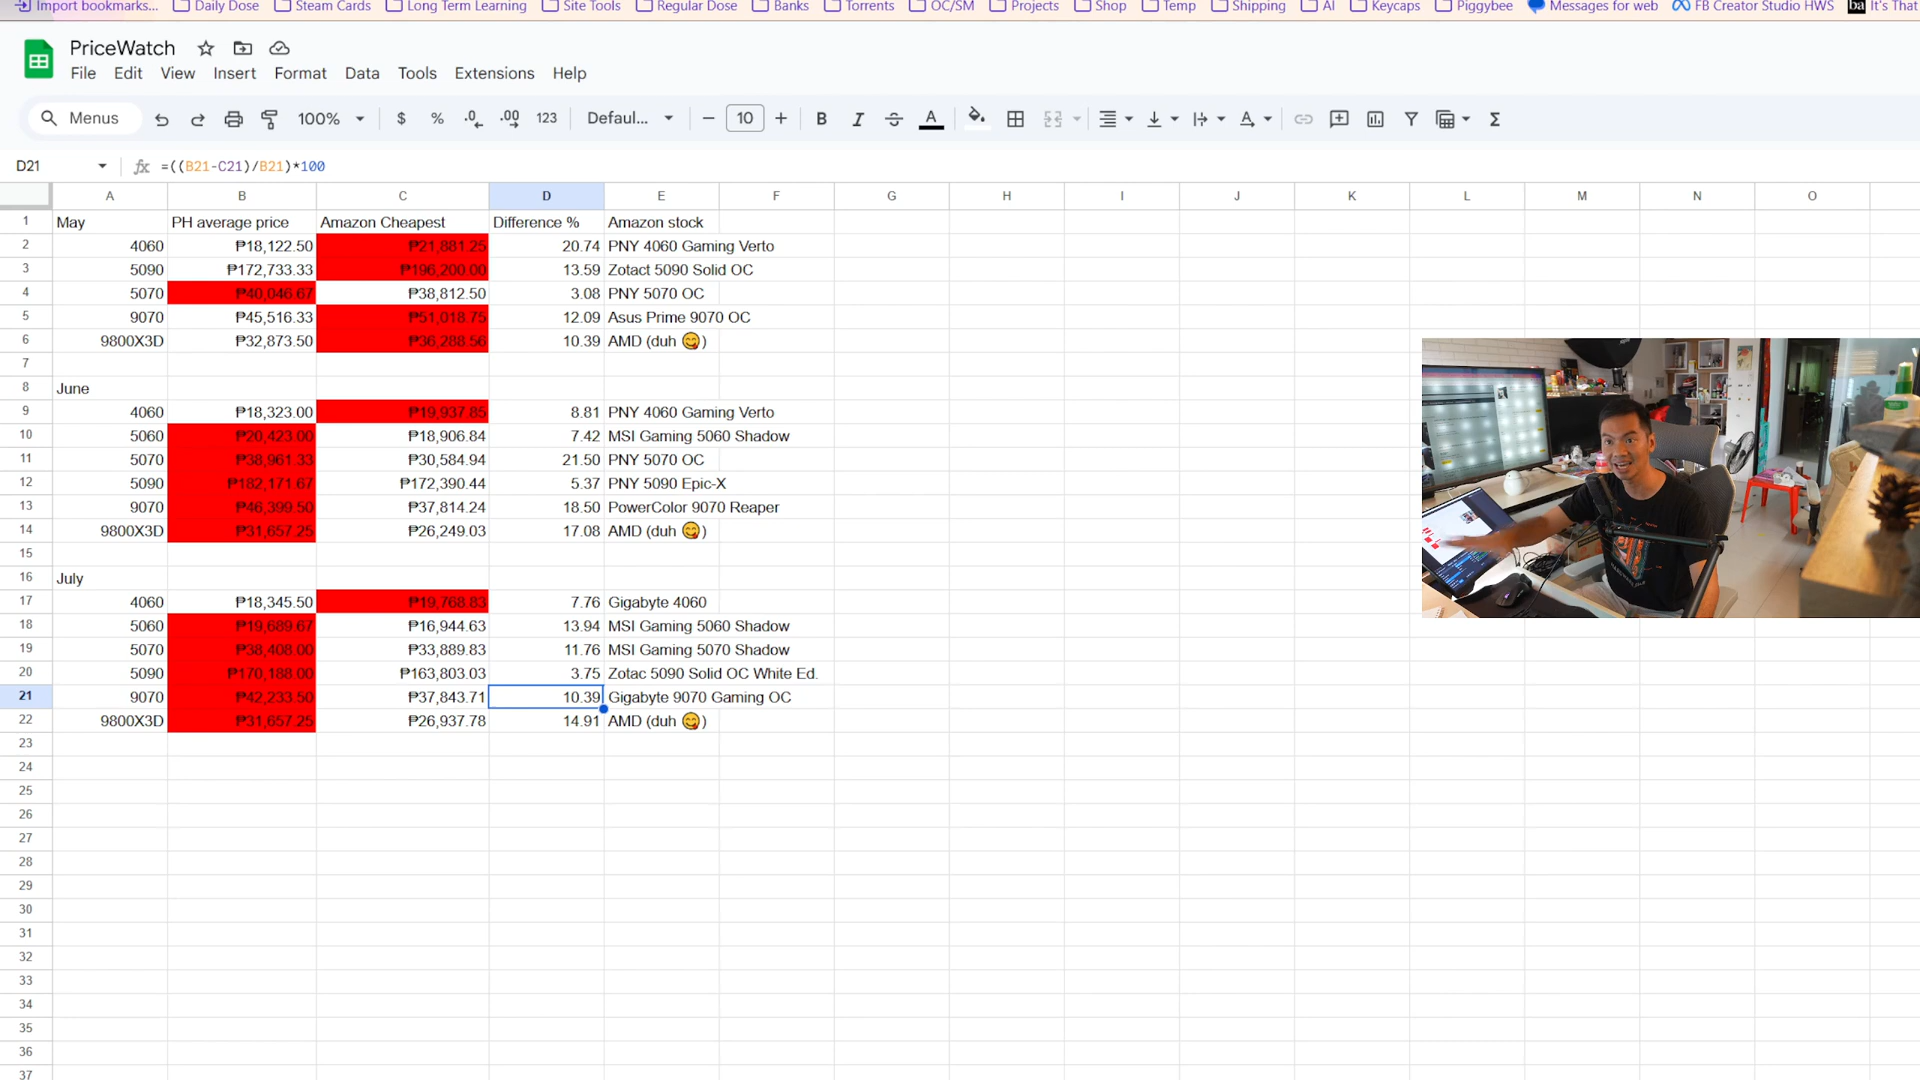 Import bookmarks... Daily Dose Steam Cards Long Term Learning Site Tools Regular Dose Banks Torrents OC/SM Projects Shop Temp Shipping AI Keycaps Piggybee Messages for web FB Creator Studio HWS ba It's That
PriceWatch
File Edit View Insert Format Data Tools Extensions Help
Menus 100% $ % .0 .00 123 Defaul... 10 B I S A Σ
D21 fx =((B21-C21)/B21)*100
A B C D E F G H I J K L M N O
1 May PH average price Amazon Cheapest Difference % Amazon stock
2 4060 ₱18,122.50 ₱21,881.25 20.74 PNY 4060 Gaming Verto
3 5090 ₱172,733.33 ₱196,200.00 13.59 Zotact 5090 Solid OC
4 5070 ₱40,046.67 ₱38,812.50 3.08 PNY 5070 OC
5 9070 ₱45,516.33 ₱51,018.75 12.09 Asus Prime 9070 OC
6 9800X3D ₱32,873.50 ₱36,288.56 10.39 AMD (duh 😋)
7
8 June
9 4060 ₱18,323.00 ₱19,937.85 8.81 PNY 4060 Gaming Verto
10 5060 ₱20,423.00 ₱18,906.84 7.42 MSI Gaming 5060 Shadow
11 5070 ₱38,961.33 ₱30,584.94 21.50 PNY 5070 OC
12 5090 ₱182,171.67 ₱172,390.44 5.37 PNY 5090 Epic-X
13 9070 ₱46,399.50 ₱37,814.24 18.50 PowerColor 9070 Reaper
14 9800X3D ₱31,657.25 ₱26,249.03 17.08 AMD (duh 😋)
15
16 July
17 4060 ₱18,345.50 ₱19,768.83 7.76 Gigabyte 4060
18 5060 ₱19,689.67 ₱16,944.63 13.94 MSI Gaming 5060 Shadow
19 5070 ₱38,408.00 ₱33,889.83 11.76 MSI Gaming 5070 Shadow
20 5090 ₱170,188.00 ₱163,803.03 3.75 Zotac 5090 Solid OC White Ed.
21 9070 ₱42,233.50 ₱37,843.71 10.39 Gigabyte 9070 Gaming OC
22 9800X3D ₱31,657.25 ₱26,937.78 14.91 AMD (duh 😋)
23
24
25
26
27
28
29
30
31
32
33
34
35
36
37